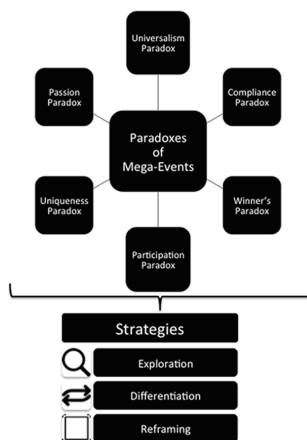 Universalism
Paradox
Passion
Paradox
Compliance
Paradox
Paradoxes
of
Mega-Events
Uniqueness
Paradox
Winner's
Paradox
Participation
Paradox
Strategies
Exploration
Differentiation
Reframing